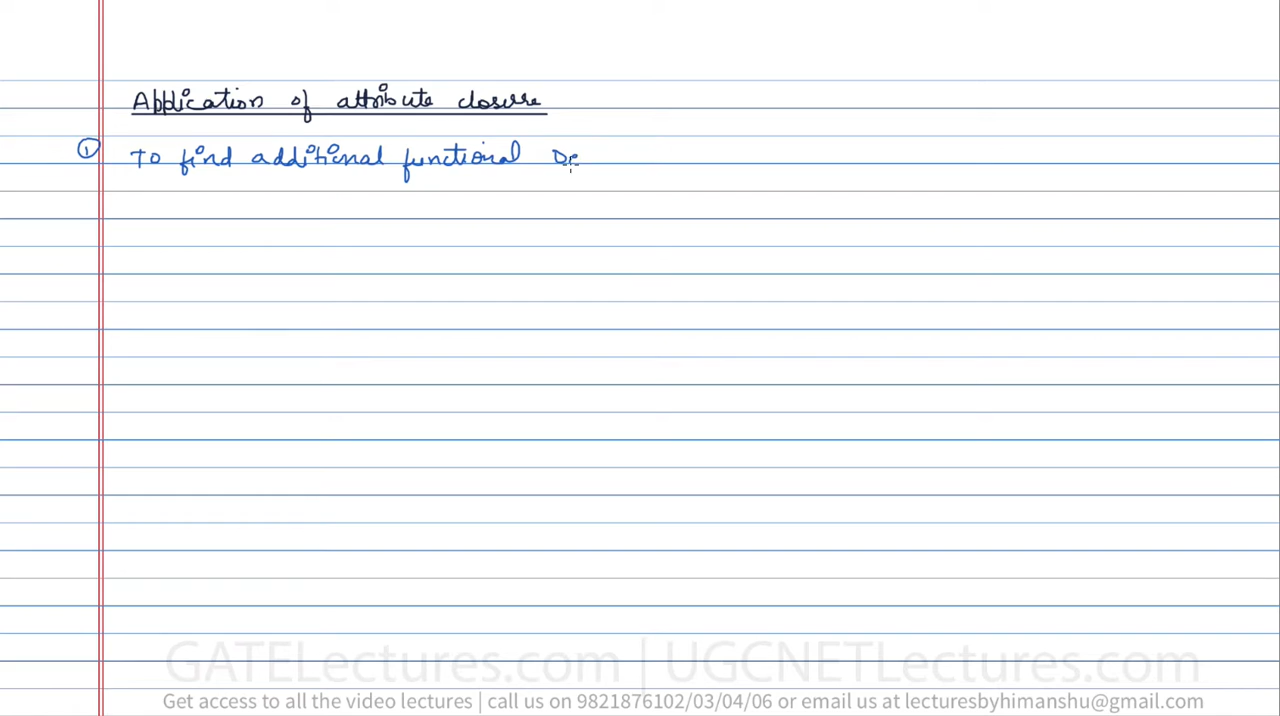 Application of attribute closure
① To find additional functional De
GATELectures.com | UGCNETLectures.com
Get access to all the video lectures | call us on 9821876102/03/04/06 or email us at lecturesbyhimanshu@gmail.com